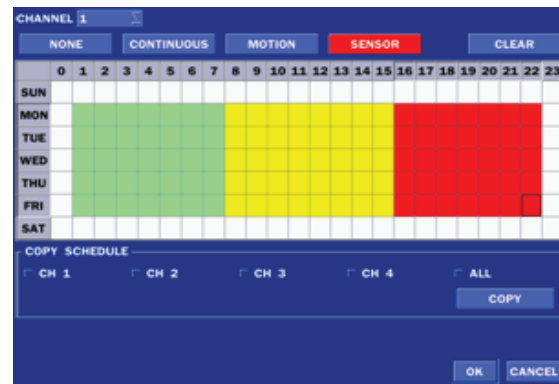 CHANNEL 1
NONE CONTINUOUS MOTION SENSOR CLEAR
0 1 2 3 4 5 6 7 8 9 10 11 12 13 14 15 16 17 18 19 20 21 22 23
SUN
MON
TUE
WED
THU
FRI
SAT
COPY SCHEDULE
CH 1 CH 2 CH 3 CH 4 ALL
COPY
OK CANCEL